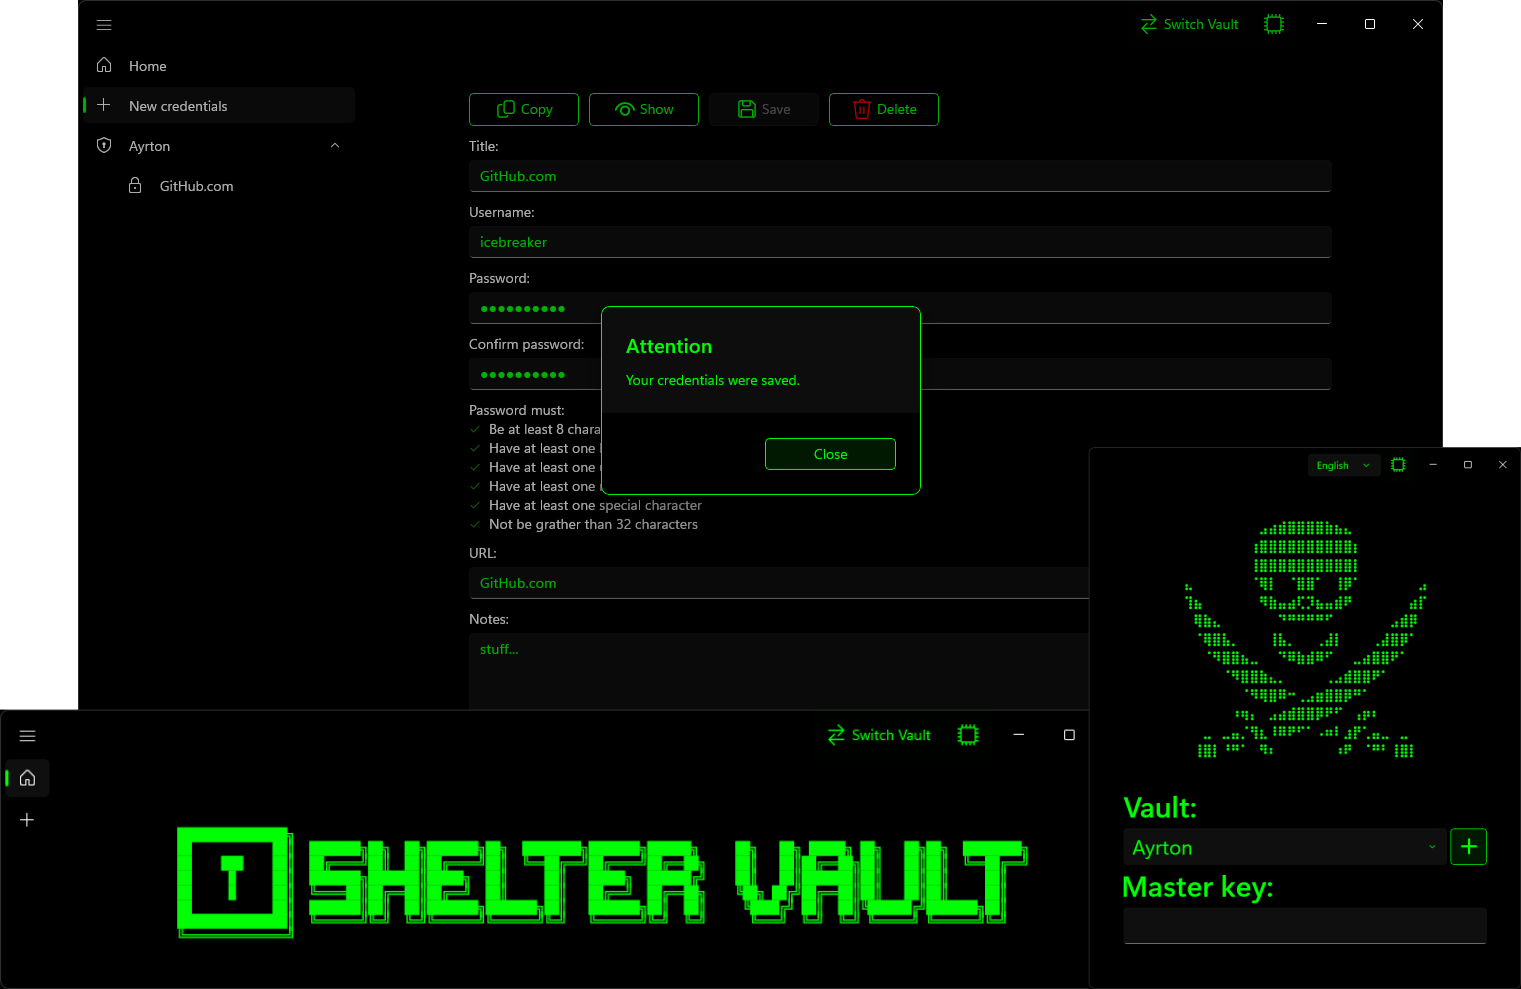 Switch Vault
Home
New credentials
Ayrton
GitHub.com
Copy
Show
Save
Delete
Title:
GitHub.com
Username:
icebreaker
Password:
Confirm password:
Attention
Your credentials were saved.
Close
Password must:
Be at least 8 chara
Have at least one
Have at least one
Have at least one
Have at least one special character
Not be grather than 32 characters
URL:
GitHub.com
Notes:
stuff...
Switch Vault
SHELTER VAULT
English
Vault:
Ayrton
Master key: